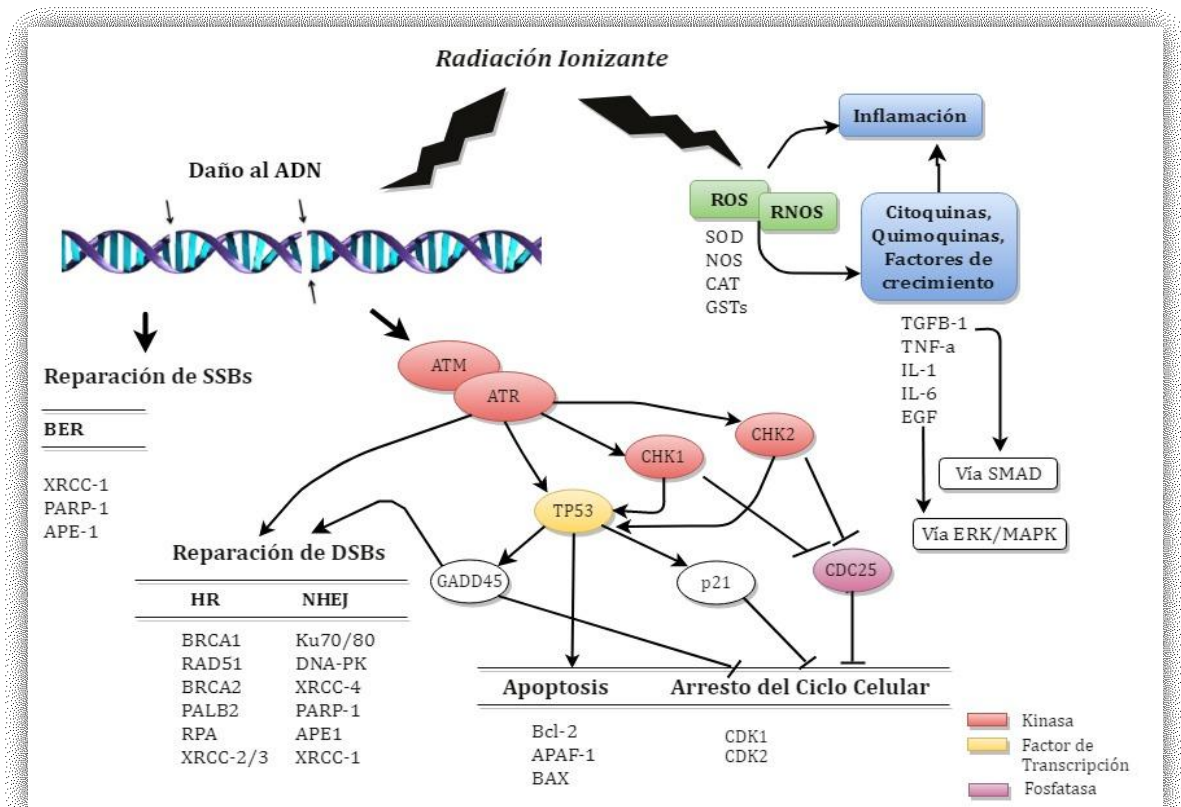 Radiación Ionizante
Daño al ADN
Inflamación
ROS
RNOS
SOD
NOS
CAT
GSTs
Citoquinas,
Quimoquinas,
Factores de
crecimiento
TGFB-1
TNF-a
IL-1
IL-6
EGF
Vía SMAD
Vía ERK/MAPK
Reparación de SSBs
BER
XRCC-1
PARP-1
APE-1
ATM
ATR
CHK1
CHK2
TP53
GADD45
p21
CDC25
Reparación de DSBs
HR NHEJ
BRCA1 Ku70/80
RAD51 DNA-PK
BRCA2 XRCC-4
PALB2 PARP-1
RPA APE1
XRCC-2/3 XRCC-1
Apoptosis
Bcl-2
APAF-1
BAX
Arresto del Ciclo Celular
CDK1
CDK2
Kinasa
Factor de
Transcripción
Fosfatasa